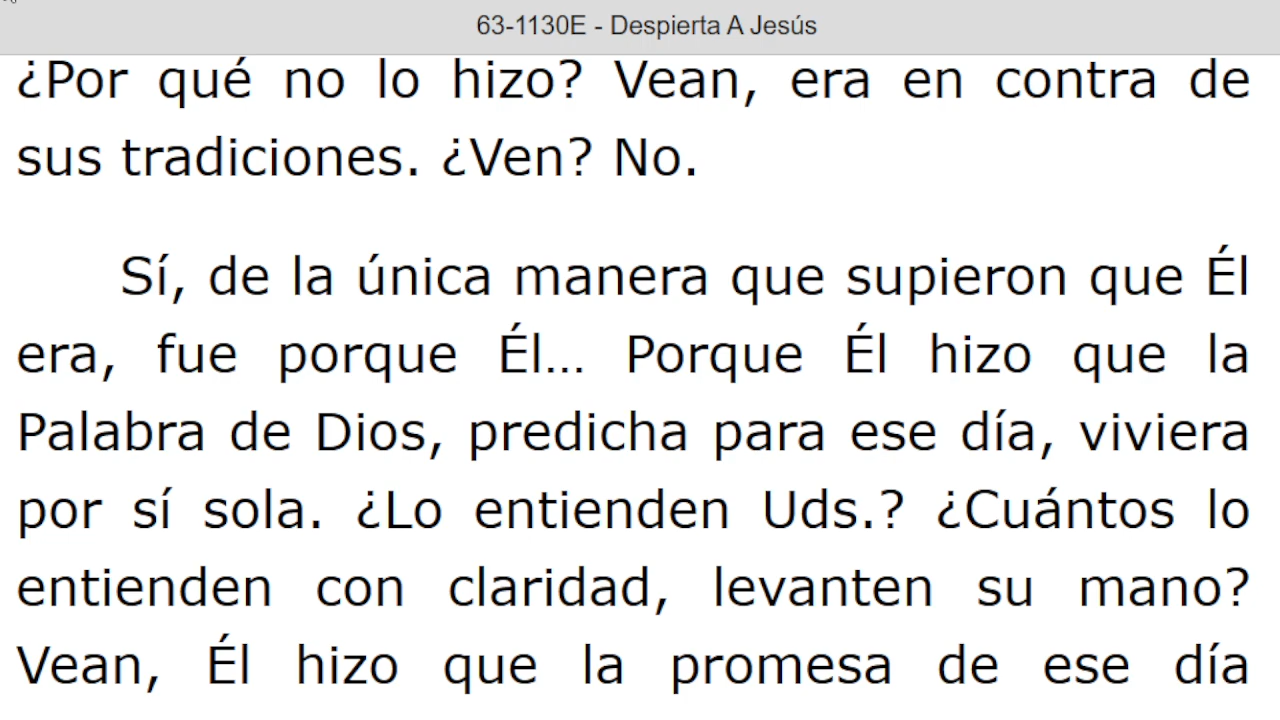 63-1130E - Despierta A Jesús
¿Por qué no lo hizo? Vean, era en contra de
sus tradiciones. ¿Ven? No.
Sí, de la única manera que supieron que Él
era, fue porque Él... Porque Él hizo que la
Palabra de Dios, predicha para ese día, viviera
por sí sola. ¿Lo entienden Uds.? ¿Cuántos lo
entienden con claridad, levanten su mano?
Vean, Él hizo que la promesa de ese día